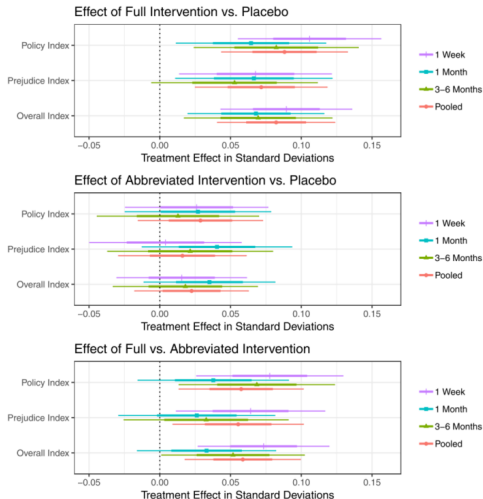 Effect of Full Intervention vs. Placebo
Policy Index
Prejudice Index
Overall Index
1 Week
1 Month
3–6 Months
Pooled
−0.05 0.00 0.05 0.10 0.15
Treatment Effect in Standard Deviations
Effect of Abbreviated Intervention vs. Placebo
Policy Index
Prejudice Index
Overall Index
1 Week
1 Month
3–6 Months
Pooled
−0.05 0.00 0.05 0.10 0.15
Treatment Effect in Standard Deviations
Effect of Full vs. Abbreviated Intervention
Policy Index
Prejudice Index
Overall Index
1 Week
1 Month
3–6 Months
Pooled
−0.05 0.00 0.05 0.10 0.15
Treatment Effect in Standard Deviations